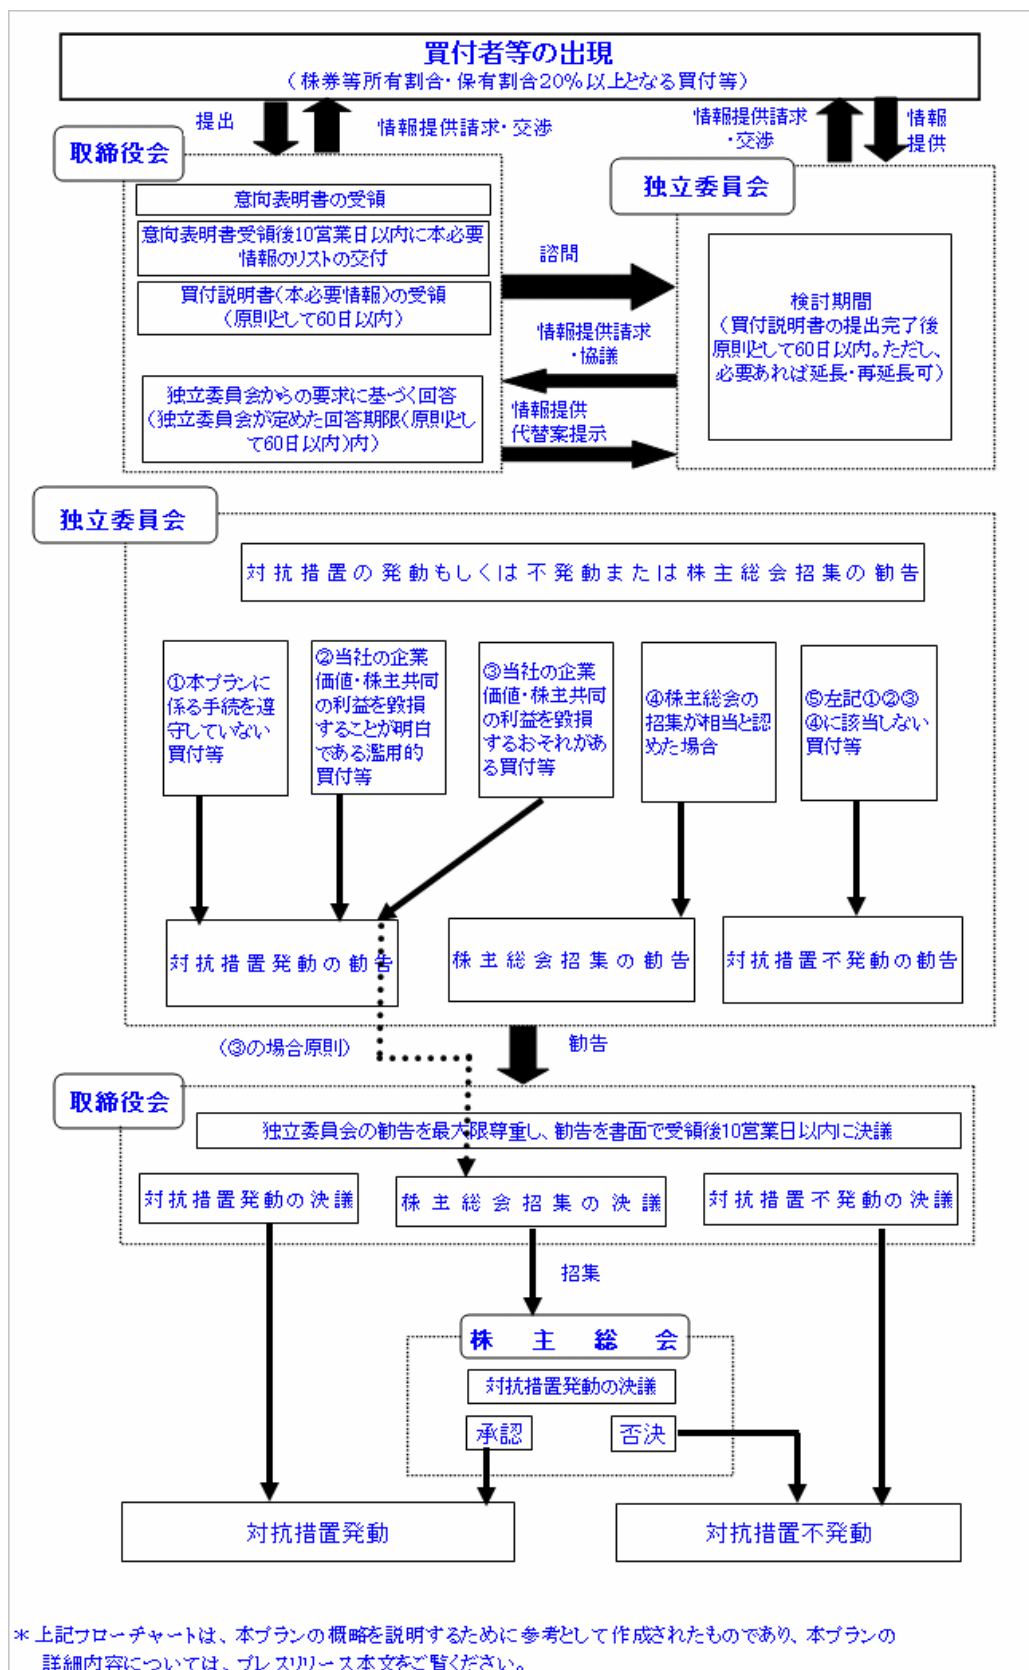 買付者等の出現
（株券等所有割合・保有割合20％以上となる買付等）
提出
情報提供請求・交渉
情報提供請求
・交渉
情報
提供
取締役会
独立委員会
意向表明書の受領
意向表明書受領後10営業日以内に本必要
情報のリストの交付
買付説明書（本必要情報）の受領
（原則として60日以内）
独立委員会からの要求に基づく回答
（独立委員会が定めた回答期限（原則とし
て60日以内）内）
諮問
情報提供請求
・協議
情報提供
代替案提示
検討期間
（買付説明書の提出完了後
原則として60日以内。ただし、
必要あれば延長・再延長可）
独立委員会
対抗措置の発動もしくは不発動または株主総会招集の勧告
①本プランに
係る手続を遵
守していない
買付等
②当社の企業
価値・株主共同
の利益を毀損
することが明白
である濫用的
買付等
③当社の企業
価値・株主共同
の利益を毀損
するおそれがあ
る買付等
④株主総会の
招集が相当と認
めた場合
⑤左記①②③
④に該当しない
買付等
対抗措置発動の勧告
株主総会招集の勧告
対抗措置不発動の勧告
（③の場合原則）
勧告
取締役会
独立委員会の勧告を最大限尊重し、勧告を書面で受領後10営業日以内に決議
対抗措置発動の決議
株主総会招集の決議
対抗措置不発動の決議
招集
株主総会
対抗措置発動の決議
承認
否決
対抗措置発動
対抗措置不発動
＊上記フローチャートは、本プランの概略を説明するために参考として作成されたものであり、本プランの
詳細内容については、プレスリリース本文をご覧ください。